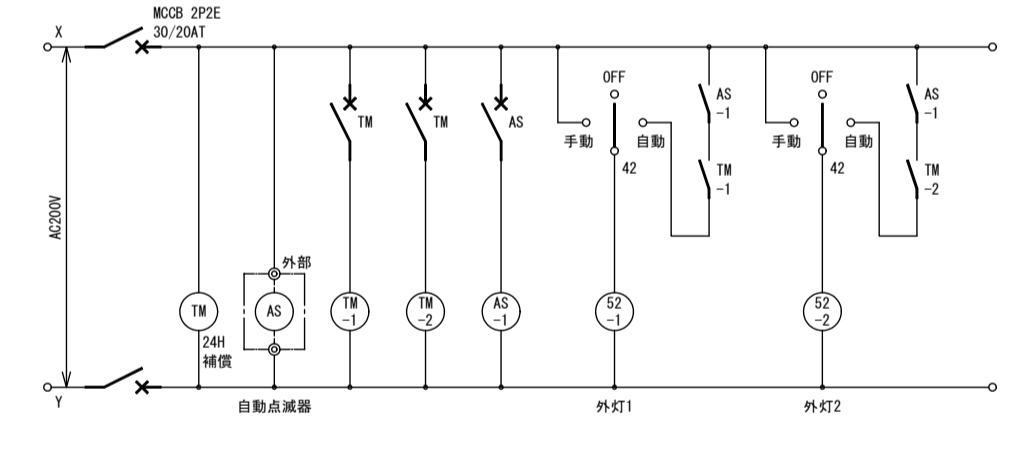 MCCB 2P2E
30/20AT
X
AC200V
Y
TM
24H
補償
外部
AS
自動点滅器
TM
TM
-1
TM
TM
-2
AS
AS
-1
OFF
手動
自動
42
AS
-1
TM
-1
52
-1
外灯1
OFF
手動
自動
42
AS
-1
TM
-2
52
-2
外灯2